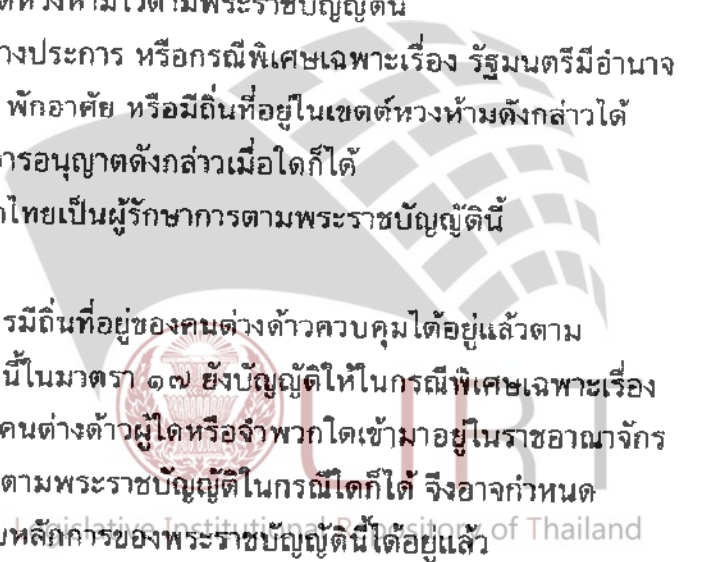 ตหวงห้ามไว้ตามพระราชบัญญัตินี้
างประการ หรือกรณีพิเศษเฉพาะเรื่อง รัฐมนตรีมีอำนาจ
พักอาศัย หรือมีถิ่นที่อยู่ในเขตต์หวงห้ามดังกล่าวได้
ารอนุญาตดังกล่าวเมื่อใดก็ได้
ไทยเป็นผู้รักษาการตามพระราชบัญญัตินี้
รมีถิ่นที่อยู่ของคนต่างด้าวควบคุมได้อยู่แล้วตาม
นี้ในมาตรา ๑๗ ยังบัญญัติให้ในกรณีพิเศษเฉพาะเรื่อง
คนต่างด้าวผู้ใดหรือจำพวกใดเข้ามาอยู่ในราชอาณาจักร
ตามพระราชบัญญัติในกรณีใดก็ได้ จึงอาจกำหนด
LIRT
Legislative Institutional Repository of Thailand
หลักการของพระราชบัญญัตินี้ได้อยู่แล้ว